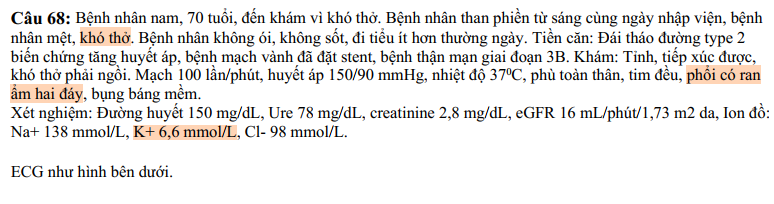 Câu 68: Bệnh nhân nam, 70 tuổi, đến khám vì khó thở. Bệnh nhân than phiền từ sáng cùng ngày nhập viện, bệnh
nhân mệt, khó thở. Bệnh nhân không ói, không sốt, đi tiểu ít hơn thường ngày. Tiền căn: Đái tháo đường type 2
biến chứng tăng huyết áp, bệnh mạch vành đã đặt stent, bệnh thận mạn giai đoạn 3B. Khám: Tỉnh, tiếp xúc được,
khó thở phải ngồi. Mạch 100 lần/phút, huyết áp 150/90 mmHg, nhiệt độ 37⁰C, phù toàn thân, tim đều, phổi có ran
ẩm hai đáy, bụng báng mềm.
Xét nghiệm: Đường huyết 150 mg/dL, Ure 78 mg/dL, creatinine 2,8 mg/dL, eGFR 16 mL/phút/1,73 m2 da, Ion đồ:
Na+ 138 mmol/L, K+ 6,6 mmol/L, Cl- 98 mmol/L.
ECG như hình bên dưới.